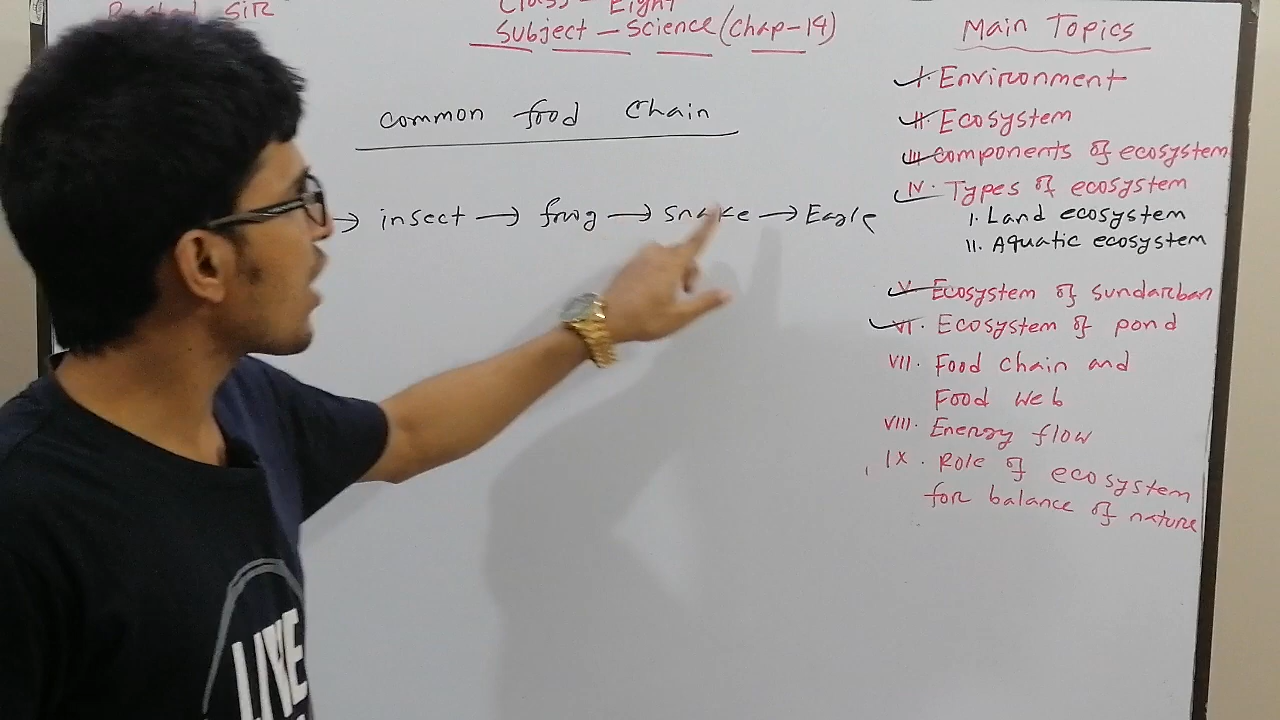 SiR
Class - Eight
Subject - Science (Chap-14)
common food Chain
→ insect → frog → snake → Eagle
Main Topics
I. Environment
II. Ecosystem
III components of ecosystem
IV. Types of ecosystem
I. Land ecosystem
II. Aquatic ecosystem
V. Ecosystem of sundarban
VI. Ecosystem of pond
VII. Food chain and
Food web
VIII. Energy flow
IX. Role of ecosystem
for balance of nature
LIVE